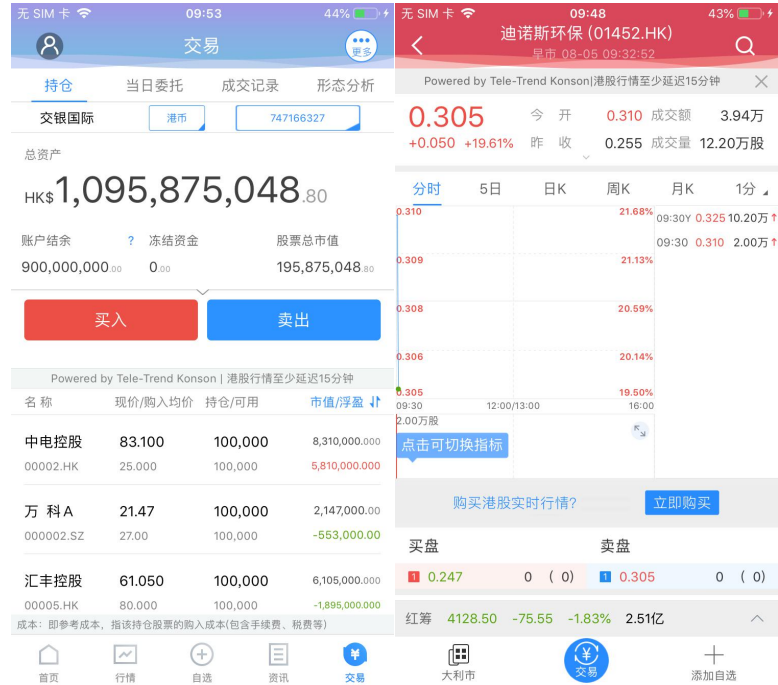 无 SIM 卡 09:53 44%
交易
更多
持仓 当日委托 成交记录 形态分析
交银国际 港币 747166327
总资产
HK$1,095,875,048.80
账户结余 ? 冻结资金 股票总市值
900,000,000.00 0.00 195,875,048.80
买入 卖出
Powered by Tele-Trend Konson | 港股行情至少延迟15分钟
名 称 现价/购入均价 持仓/可用 市值/浮盈
中电控股 83.100 100,000 8,310,000.000
00002.HK 25.000 100,000 5,810,000.000
万 科A 21.47 100,000 2,147,000.00
000002.SZ 27.00 100,000 -553,000.00
汇丰控股 61.050 100,000 6,105,000.000
00005.HK 80.000 100,000 -1,895,000.000
成本：即参考成本，指该持仓股票的购入成本(包含手续费、税费等)
首页 行情 自选 资讯 交易
无 SIM 卡 09:48 43%
迪诺斯环保 (01452.HK)
早市 08-05 09:32:52
Powered by Tele-Trend Konson|港股行情至少延迟15分钟
0.305 今 开 0.310 成交额 3.94万
+0.050 +19.61% 昨 收 0.255 成交量 12.20万股
分时 5日 日K 周K 月K 1分
0.310 21.68% 09:30Y 0.325 10.20万↑
09:30 0.310 2.00万↑
0.309 21.13%
0.308 20.59%
0.306 20.14%
0.305 19.50%
09:30 12:00/13:00 16:00
2.00万股
点击可切换指标
购买港股实时行情? 立即购买
买盘 卖盘
1 0.247 0 ( 0) 1 0.305 0 ( 0)
红筹 4128.50 -75.55 -1.83% 2.51亿
大利市 交易 添加自选